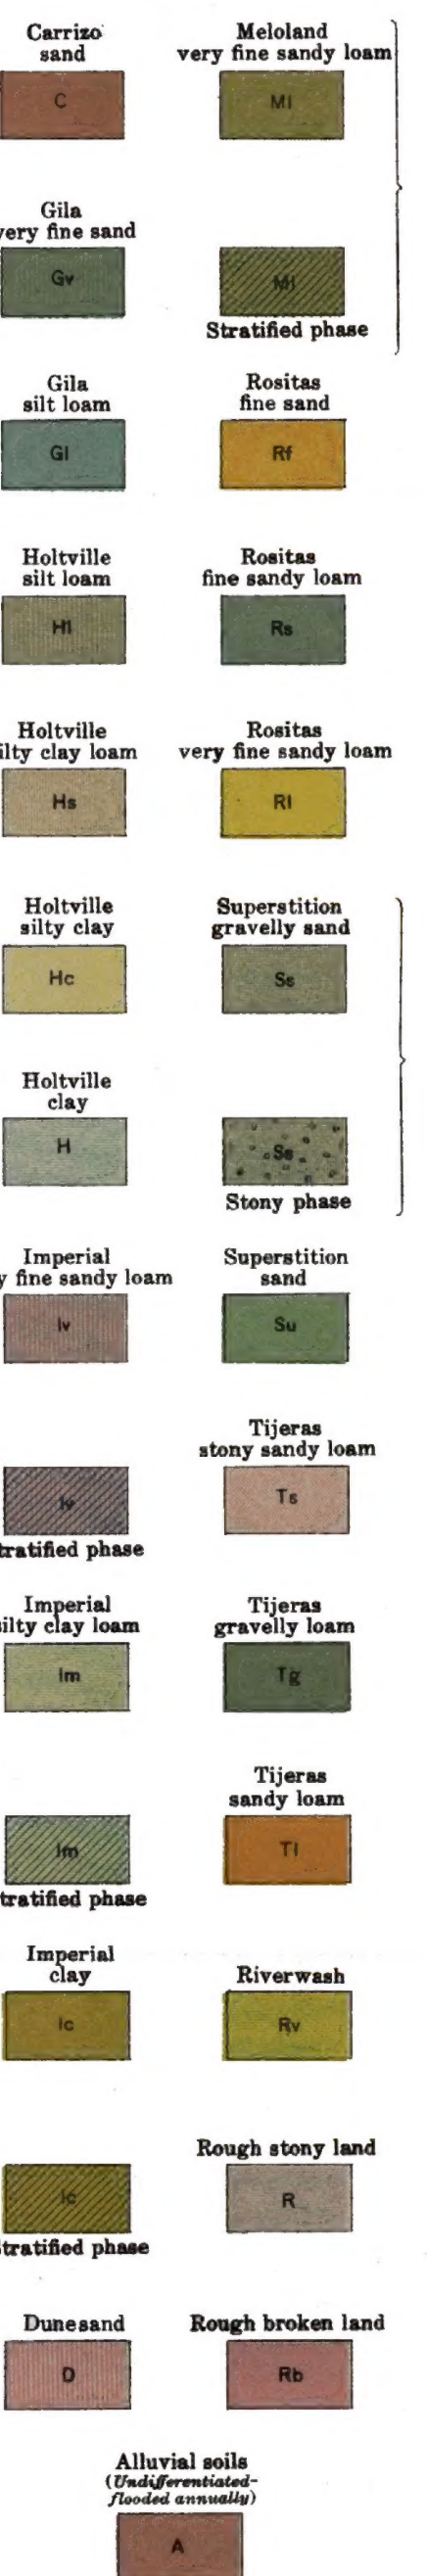 Carrizo
sand
C
Meloland
very fine sandy loam
Ml
Gila
very fine sand
Gv
Ml
Stratified phase
Gila
silt loam
Gl
Rositas
fine sand
Rf
Holtville
silt loam
Hl
Rositas
fine sandy loam
Rs
Holtville
ilty clay loam
Hs
Rositas
very fine sandy loam
Rl
Holtville
silty clay
Hc
Superstition
gravelly sand
Ss
Holtville
clay
H
Ss
Stony phase
Imperial
y fine sandy loam
Iv
Superstition
sand
Su
Iv
tratified phase
Tijeras
stony sandy loam
Ts
Imperial
silty clay loam
Im
Tijeras
gravelly loam
Tg
Im
tratified phase
Tijeras
sandy loam
Tl
Imperial
clay
Ic
Riverwash
Rv
Ic
Stratified phase
Rough stony land
R
Dunesand
D
Rough broken land
Rb
Alluvial soils
(Undifferentiated-
flooded annually)
A